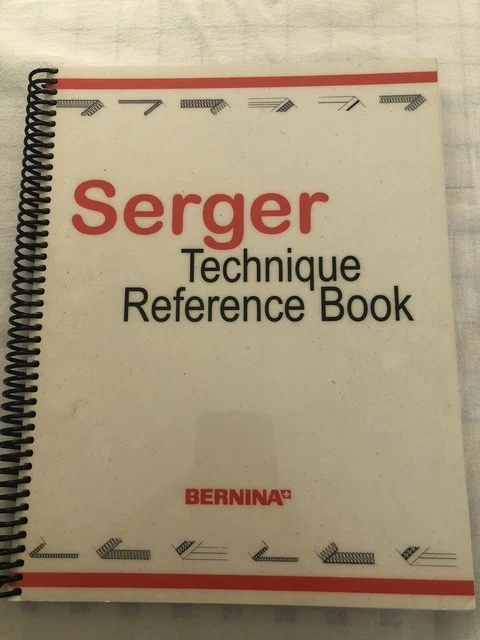 Serger
Technique
Reference Book
BERNINA+